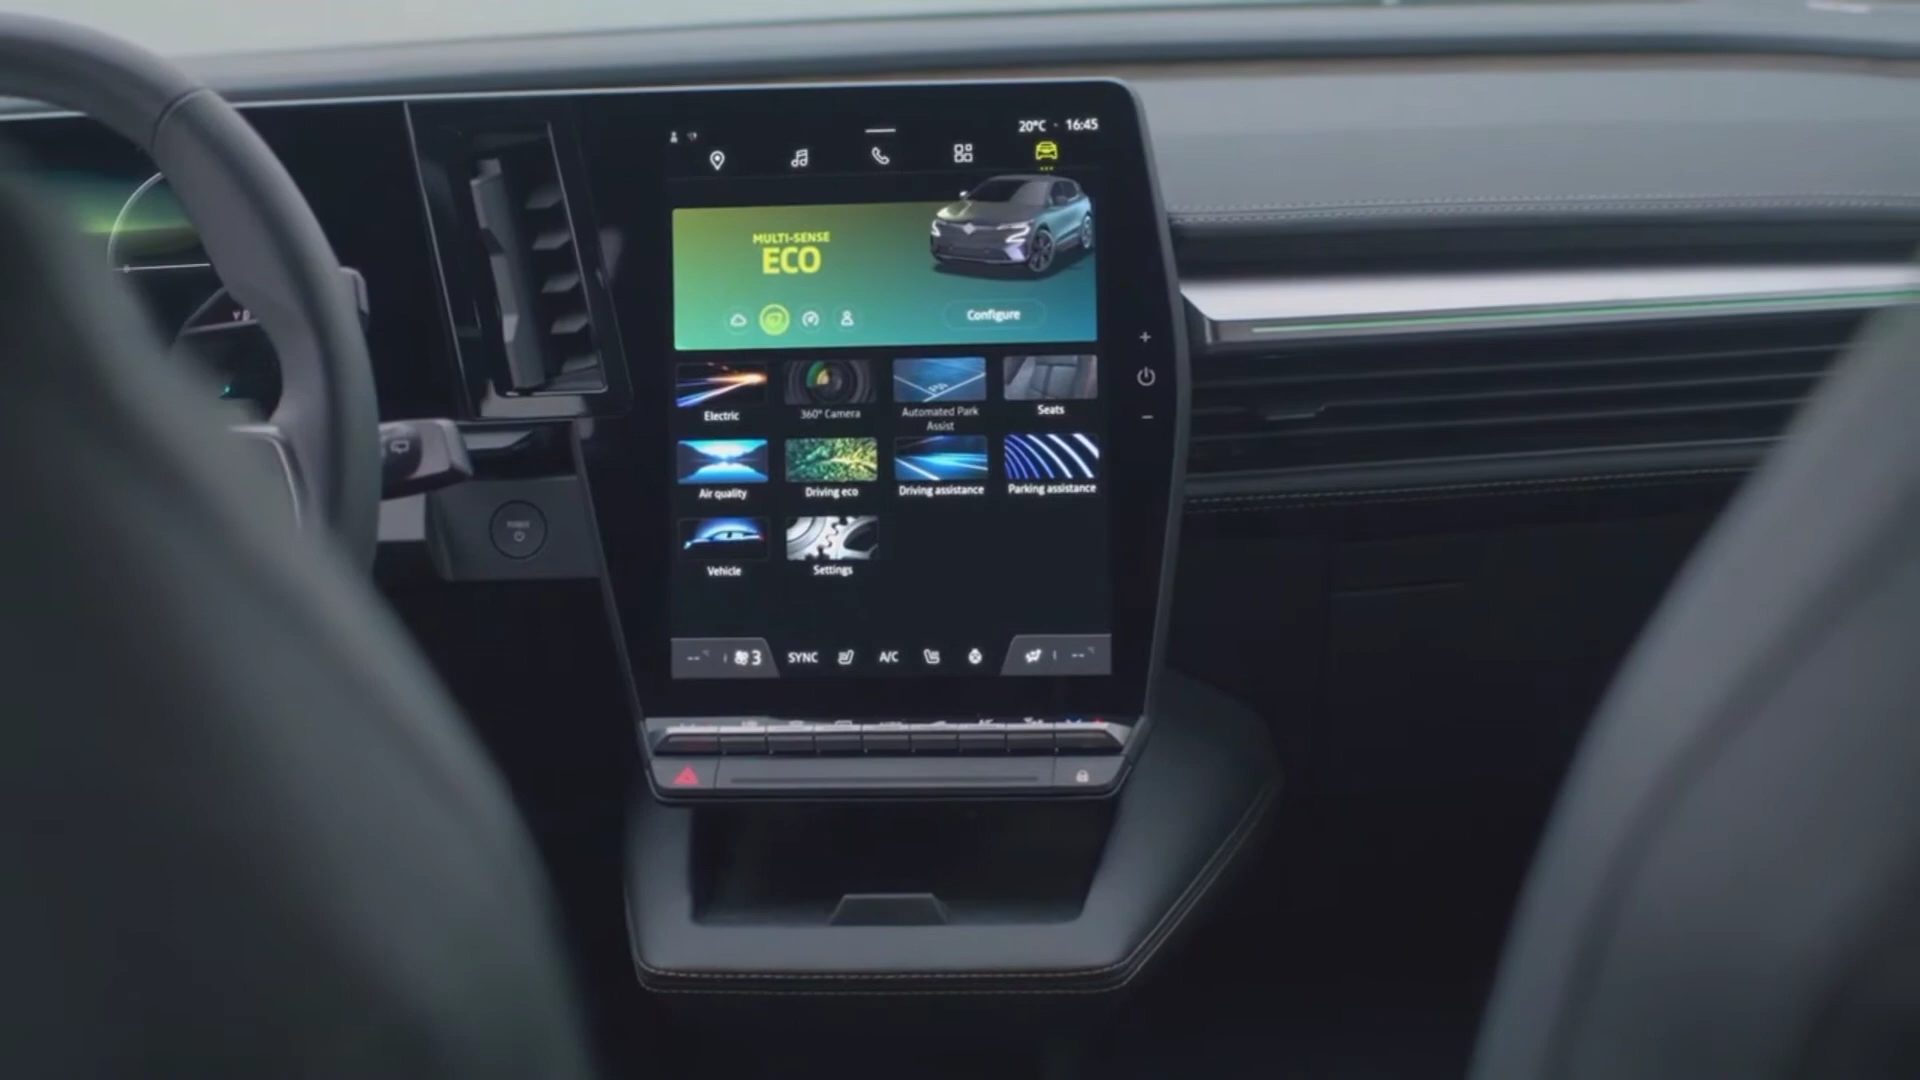 20°C · 16:45
MULTI-SENSE
ECO
Configure
Electric
360° Camera
Automated Park
Assist
Seats
Air quality
Driving eco
Driving assistance
Parking assistance
Vehicle
Settings
3 SYNC A/C